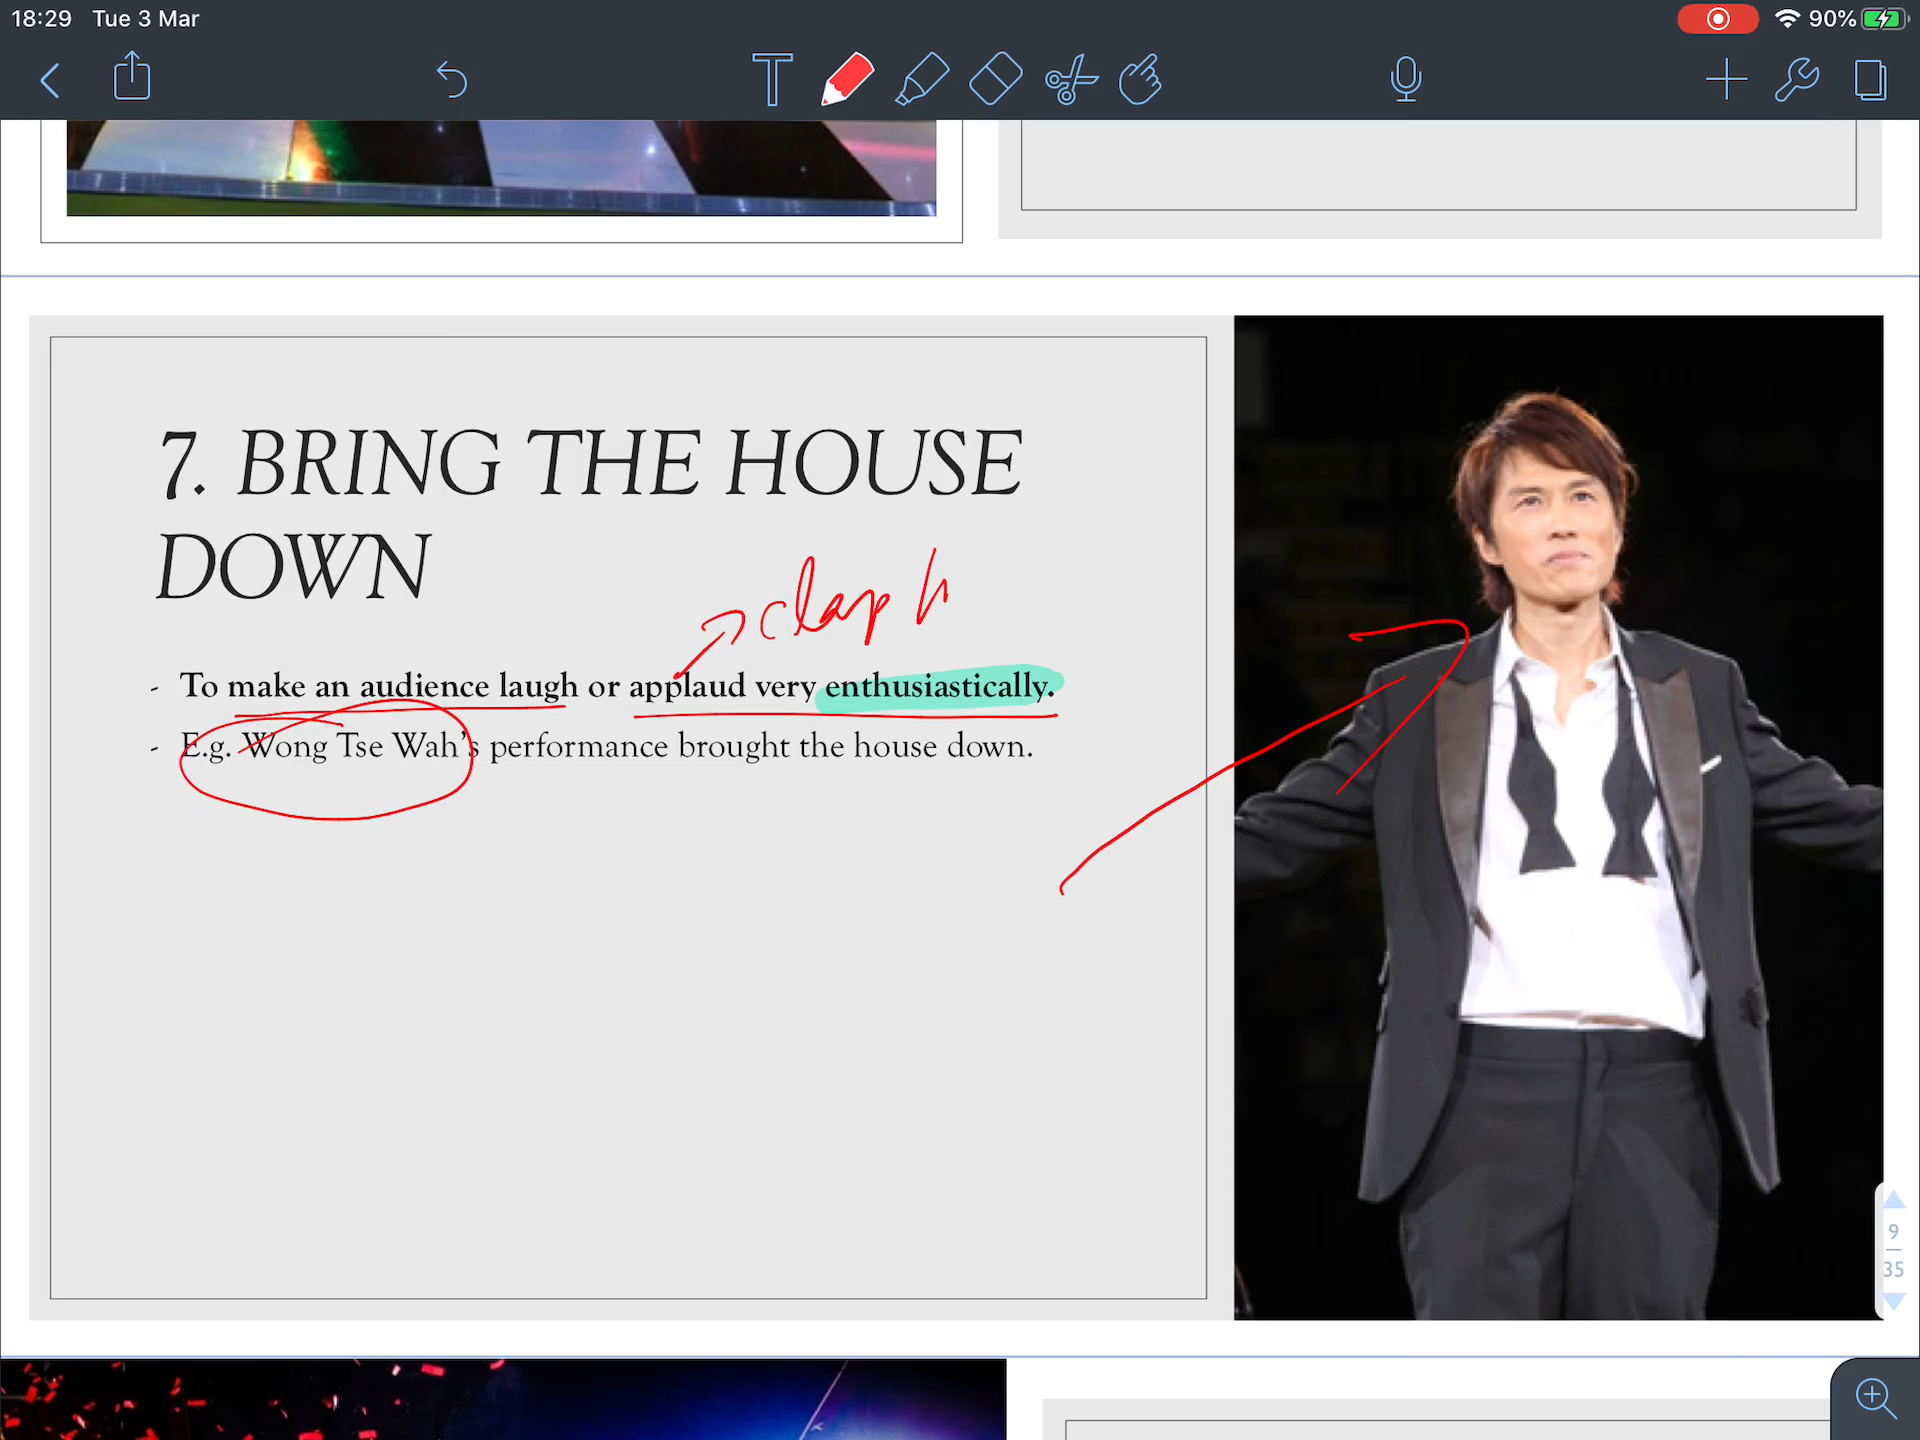 18:29 Tue 3 Mar
90%
7. BRING THE HOUSE
DOWN
clap h
- To make an audience laugh or applaud very enthusiastically.
- E.g. Wong Tse Wah's performance brought the house down.
9
35